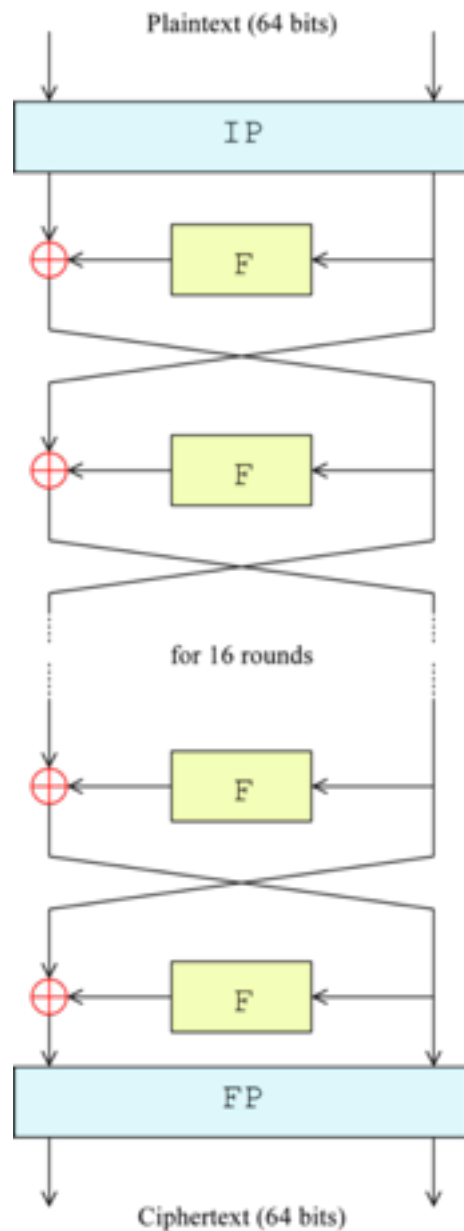 Plaintext (64 bits)
IP
F
F
for 16 rounds
F
F
FP
Ciphertext (64 bits)